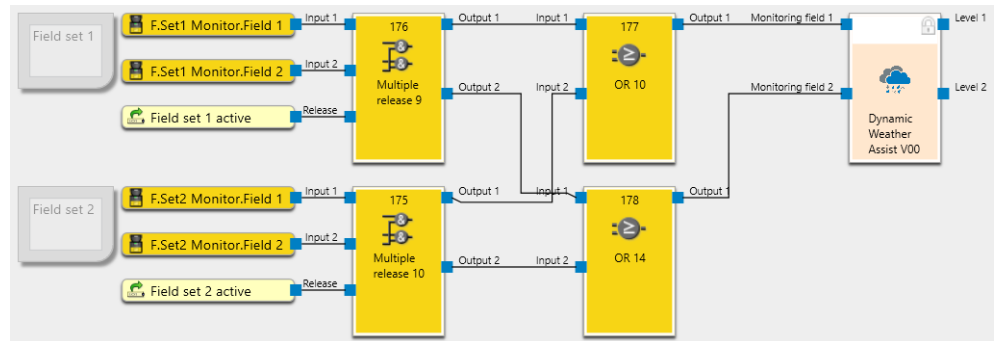 Field set 1
F.Set1 Monitor.Field 1
Input 1
F.Set1 Monitor.Field 2
Input 2
Field set 1 active
Release
176
Multiple
release 9
Output 1
Output 2
Input 1
Input 2
177
OR 10
Output 1
Monitoring field 1
Monitoring field 2
Dynamic
Weather
Assist V00
Level 1
Level 2
Field set 2
F.Set2 Monitor.Field 1
Input 1
F.Set2 Monitor.Field 2
Input 2
Field set 2 active
Release
175
Multiple
release 10
Output 1
Output 2
Input 1
Input 2
178
OR 14
Output 1